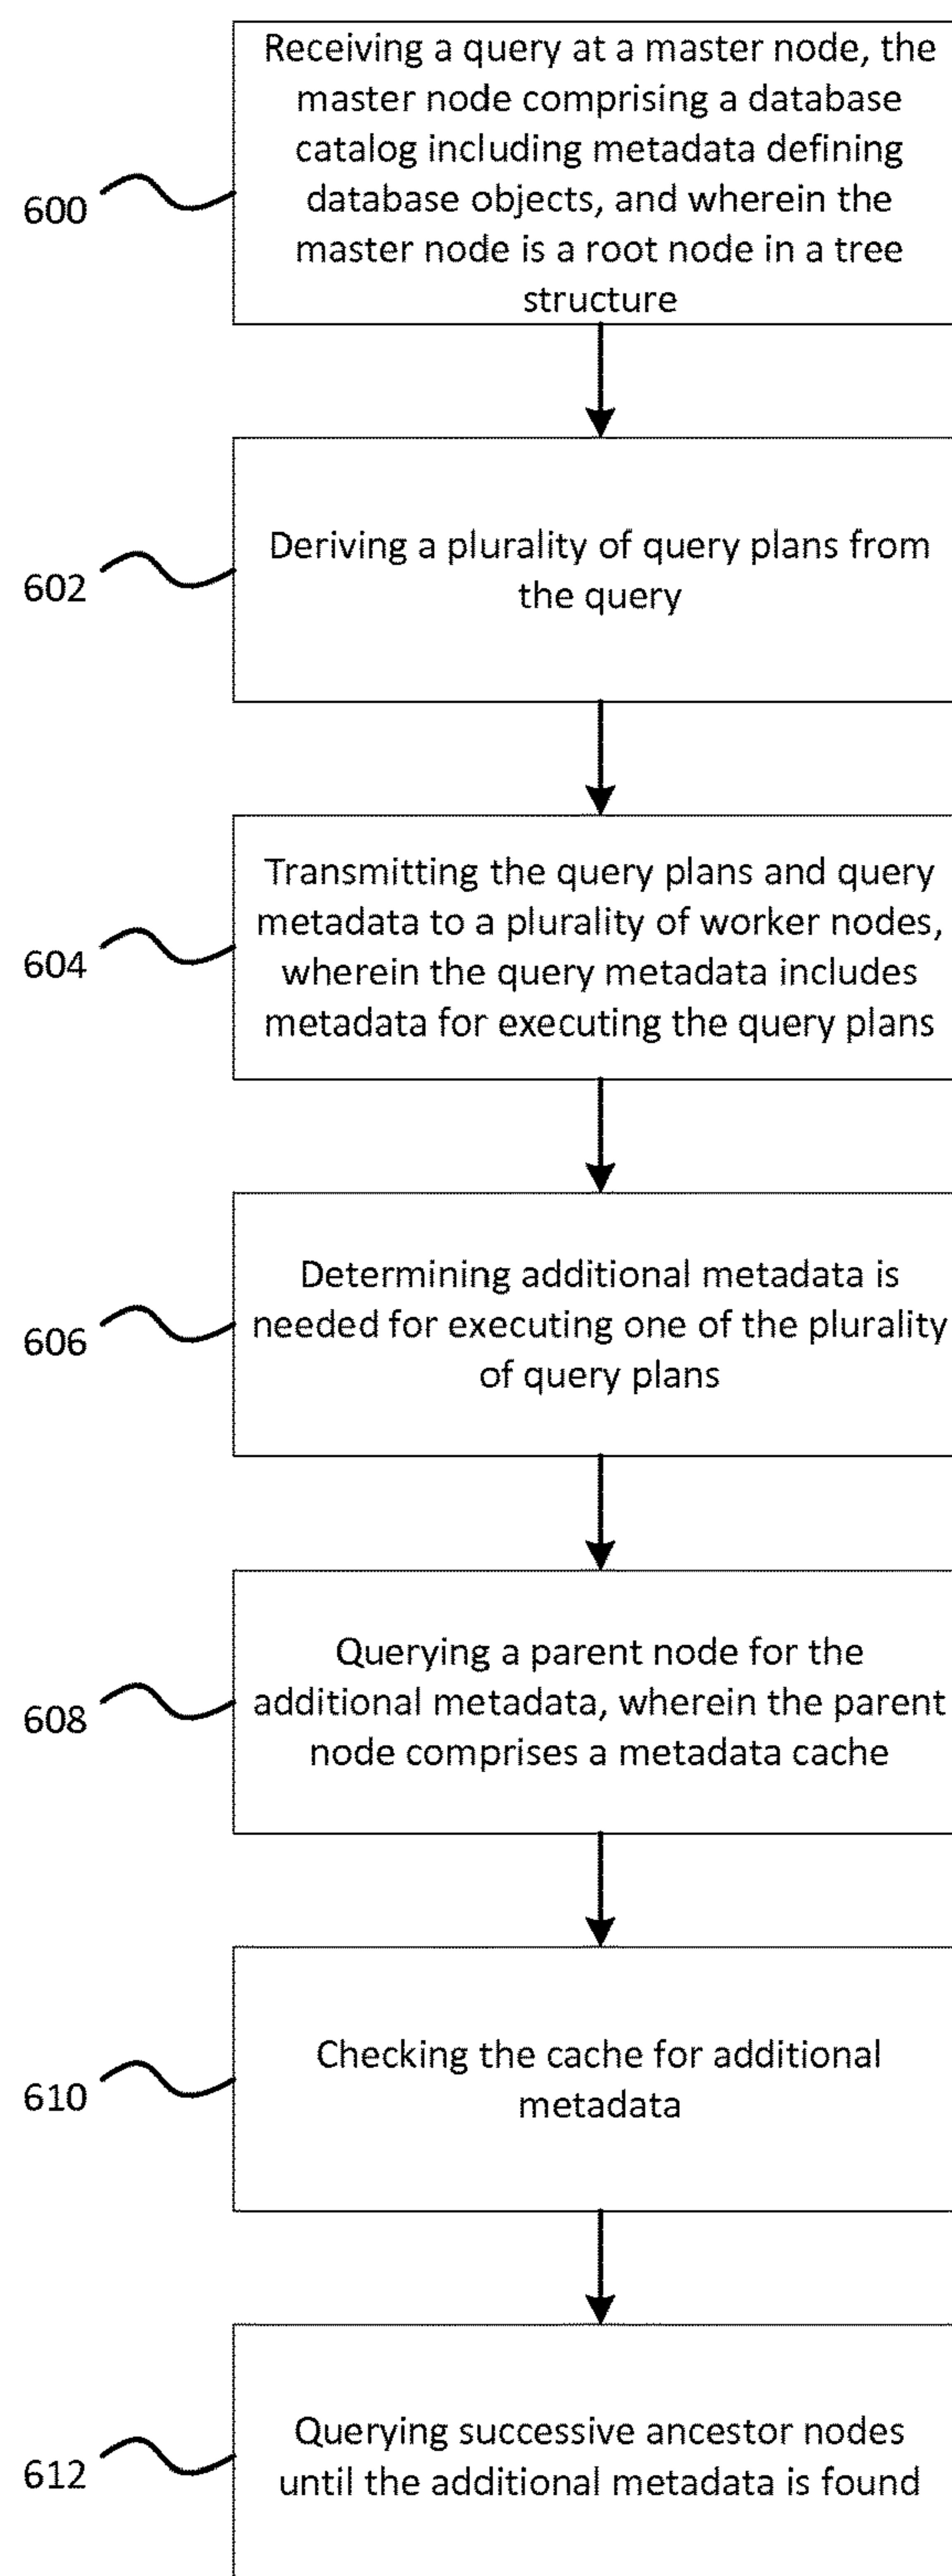 Receiving a query at a master node, the
master node comprising a database
catalog including metadata defining
database objects, and wherein the
master node is a root node in a tree
structure
600
Deriving a plurality of query plans from
the query
602
Transmitting the query plans and query
metadata to a plurality of worker nodes,
wherein the query metadata includes
metadata for executing the query plans
604
Determining additional metadata is
needed for executing one of the plurality
of query plans
606
Querying a parent node for the
additional metadata, wherein the parent
node comprises a metadata cache
608
Checking the cache for additional
metadata
610
Querying successive ancestor nodes
until the additional metadata is found
612